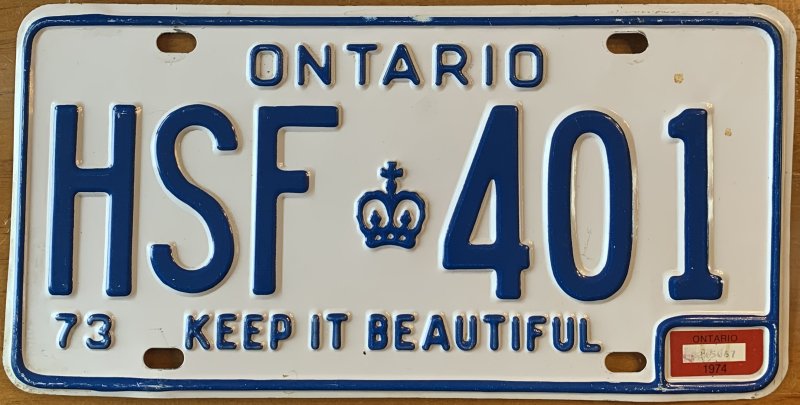 ONTARIO
HSF 401
73 KEEP IT BEAUTIFUL
ONTARIO
1974